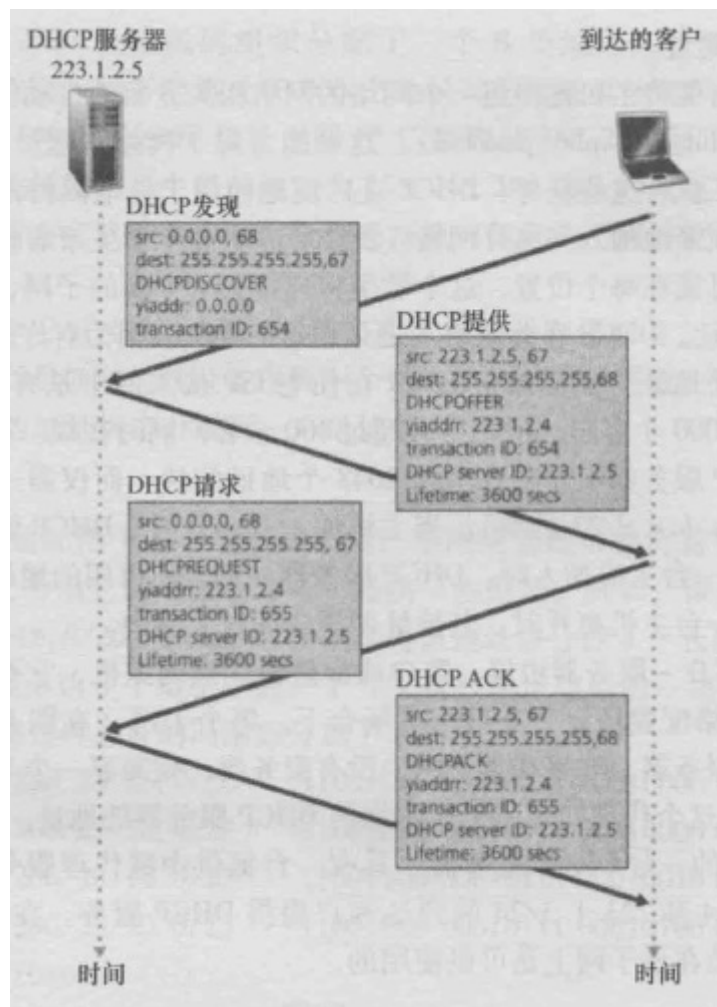 DHCP服务器
223.1.2.5
到达的客户
DHCP发现
src: 0.0.0.0, 68
dest: 255.255.255.255,67
DHCPDISCOVER
yiaddr: 0.0.0.0
transaction ID: 654
DHCP提供
src: 223.1.2.5, 67
dest: 255.255.255.255,68
DHCPOFFER
yiaddrr: 223.1.2.4
transaction ID: 654
DHCP server ID: 223.1.2.5
Lifetime: 3600 secs
DHCP请求
src: 0.0.0.0, 68
dest: 255.255.255.255, 67
DHCPREQUEST
yiaddrr: 223.1.2.4
transaction ID: 655
DHCP server ID: 223.1.2.5
Lifetime: 3600 secs
DHCP ACK
src: 223.1.2.5, 67
dest: 255.255.255.255,68
DHCPACK
yiaddrr: 223.1.2.4
transaction ID: 655
DHCP server ID: 223.1.2.5
Lifetime: 3600 secs
时间
时间